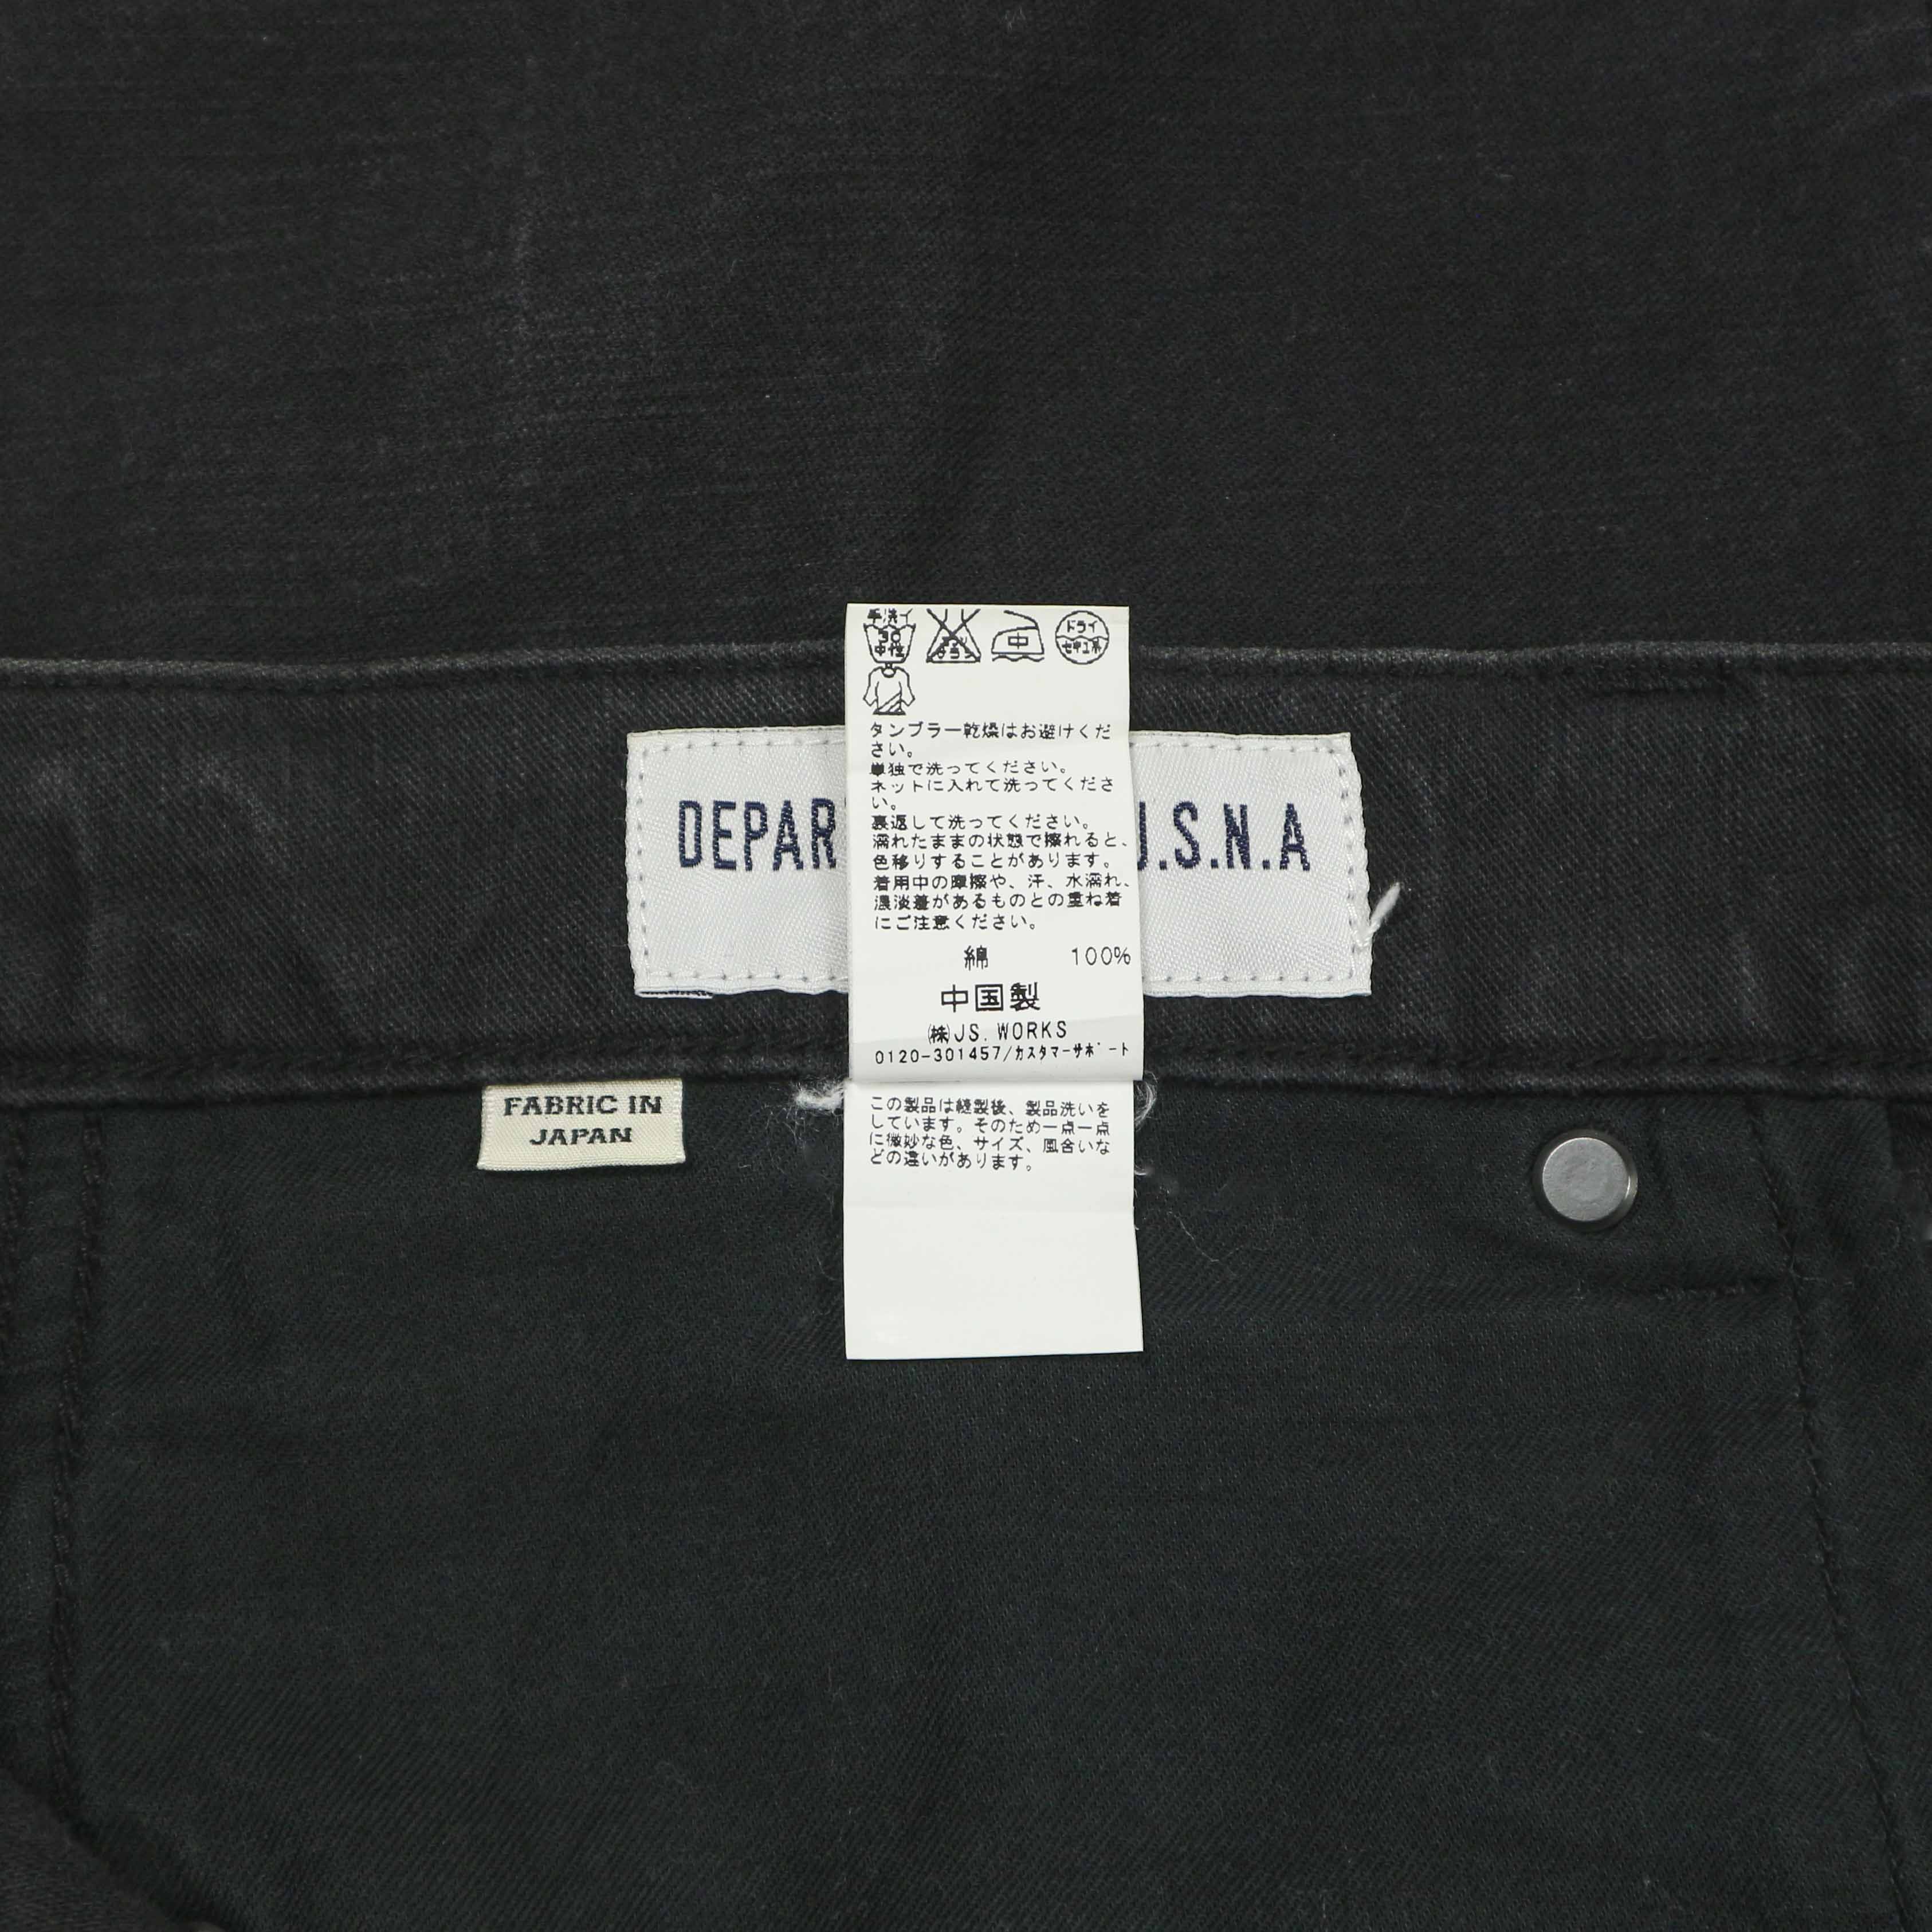 手洗イ
30
中性
中
ドライ
セキユ系
タンブラー乾燥はお避けくだ
さい。
単独で洗ってください。
ネットに入れて洗ってくださ
い。
裏返して洗ってください。
濡れたままの状態で擦れると、
色移りすることがあります。
着用中の摩擦や、汗、水濡れ、
濃淡差があるものとの重ね着
にご注意ください。
綿 100%
中国製
㈱JS. WORKS
0120-301457/カスタマーサポート
DEPAR U.S.N.A
FABRIC IN
JAPAN
この製品は縫製後、製品洗いを
しています。そのため一点一点
に微妙な色、サイズ、風合いな
どの違いがあります。